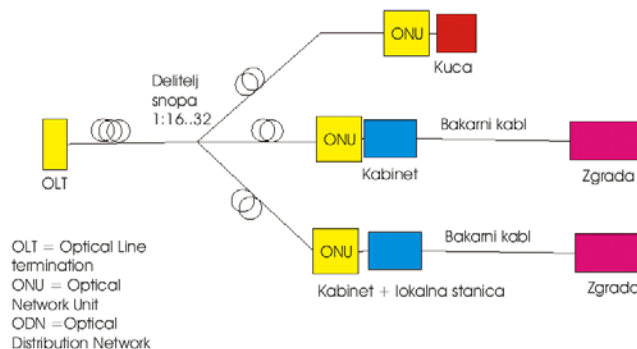 ONU
Kuca
Delitelj
snopa
1:16..32
OLT
ONU
Kabinet
Bakarni kabl
Zgrada
ONU
Bakarni kabl
Kabinet + lokalna stanica
Zgrada
OLT = Optical Line
termination
ONU = Optical
Network Unit
ODN =Optical
Distribution Network